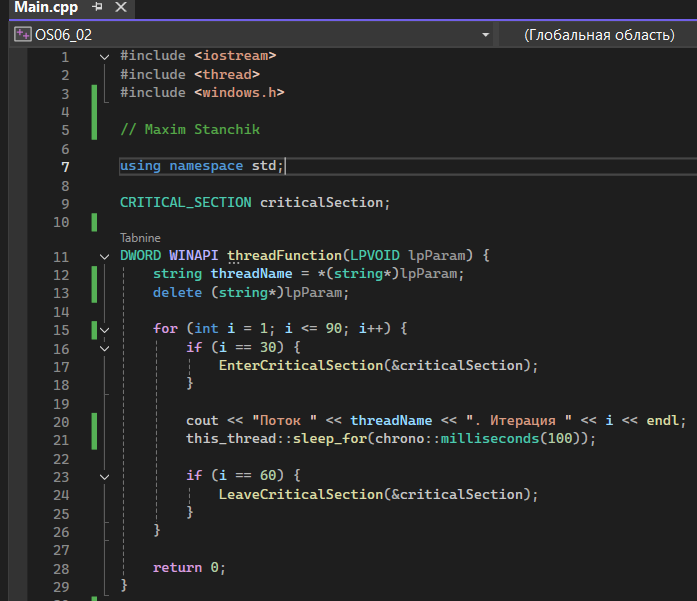 Main.cpp
OS06_02 (Глобальная область)
1 #include <iostream>
2 #include <thread>
3 #include <windows.h>
4
5 // Maxim Stanchik
6
7 using namespace std;
8
9 CRITICAL_SECTION criticalSection;
10
Tabnine
11 DWORD WINAPI threadFunction(LPVOID lpParam) {
12 string threadName = *(string*)lpParam;
13 delete (string*)lpParam;
14
15 for (int i = 1; i <= 90; i++) {
16 if (i == 30) {
17 EnterCriticalSection(&criticalSection);
18 }
19
20 cout << "Поток " << threadName << ". Итерация " << i << endl;
21 this_thread::sleep_for(chrono::milliseconds(100));
22
23 if (i == 60) {
24 LeaveCriticalSection(&criticalSection);
25 }
26 }
27
28 return 0;
29 }